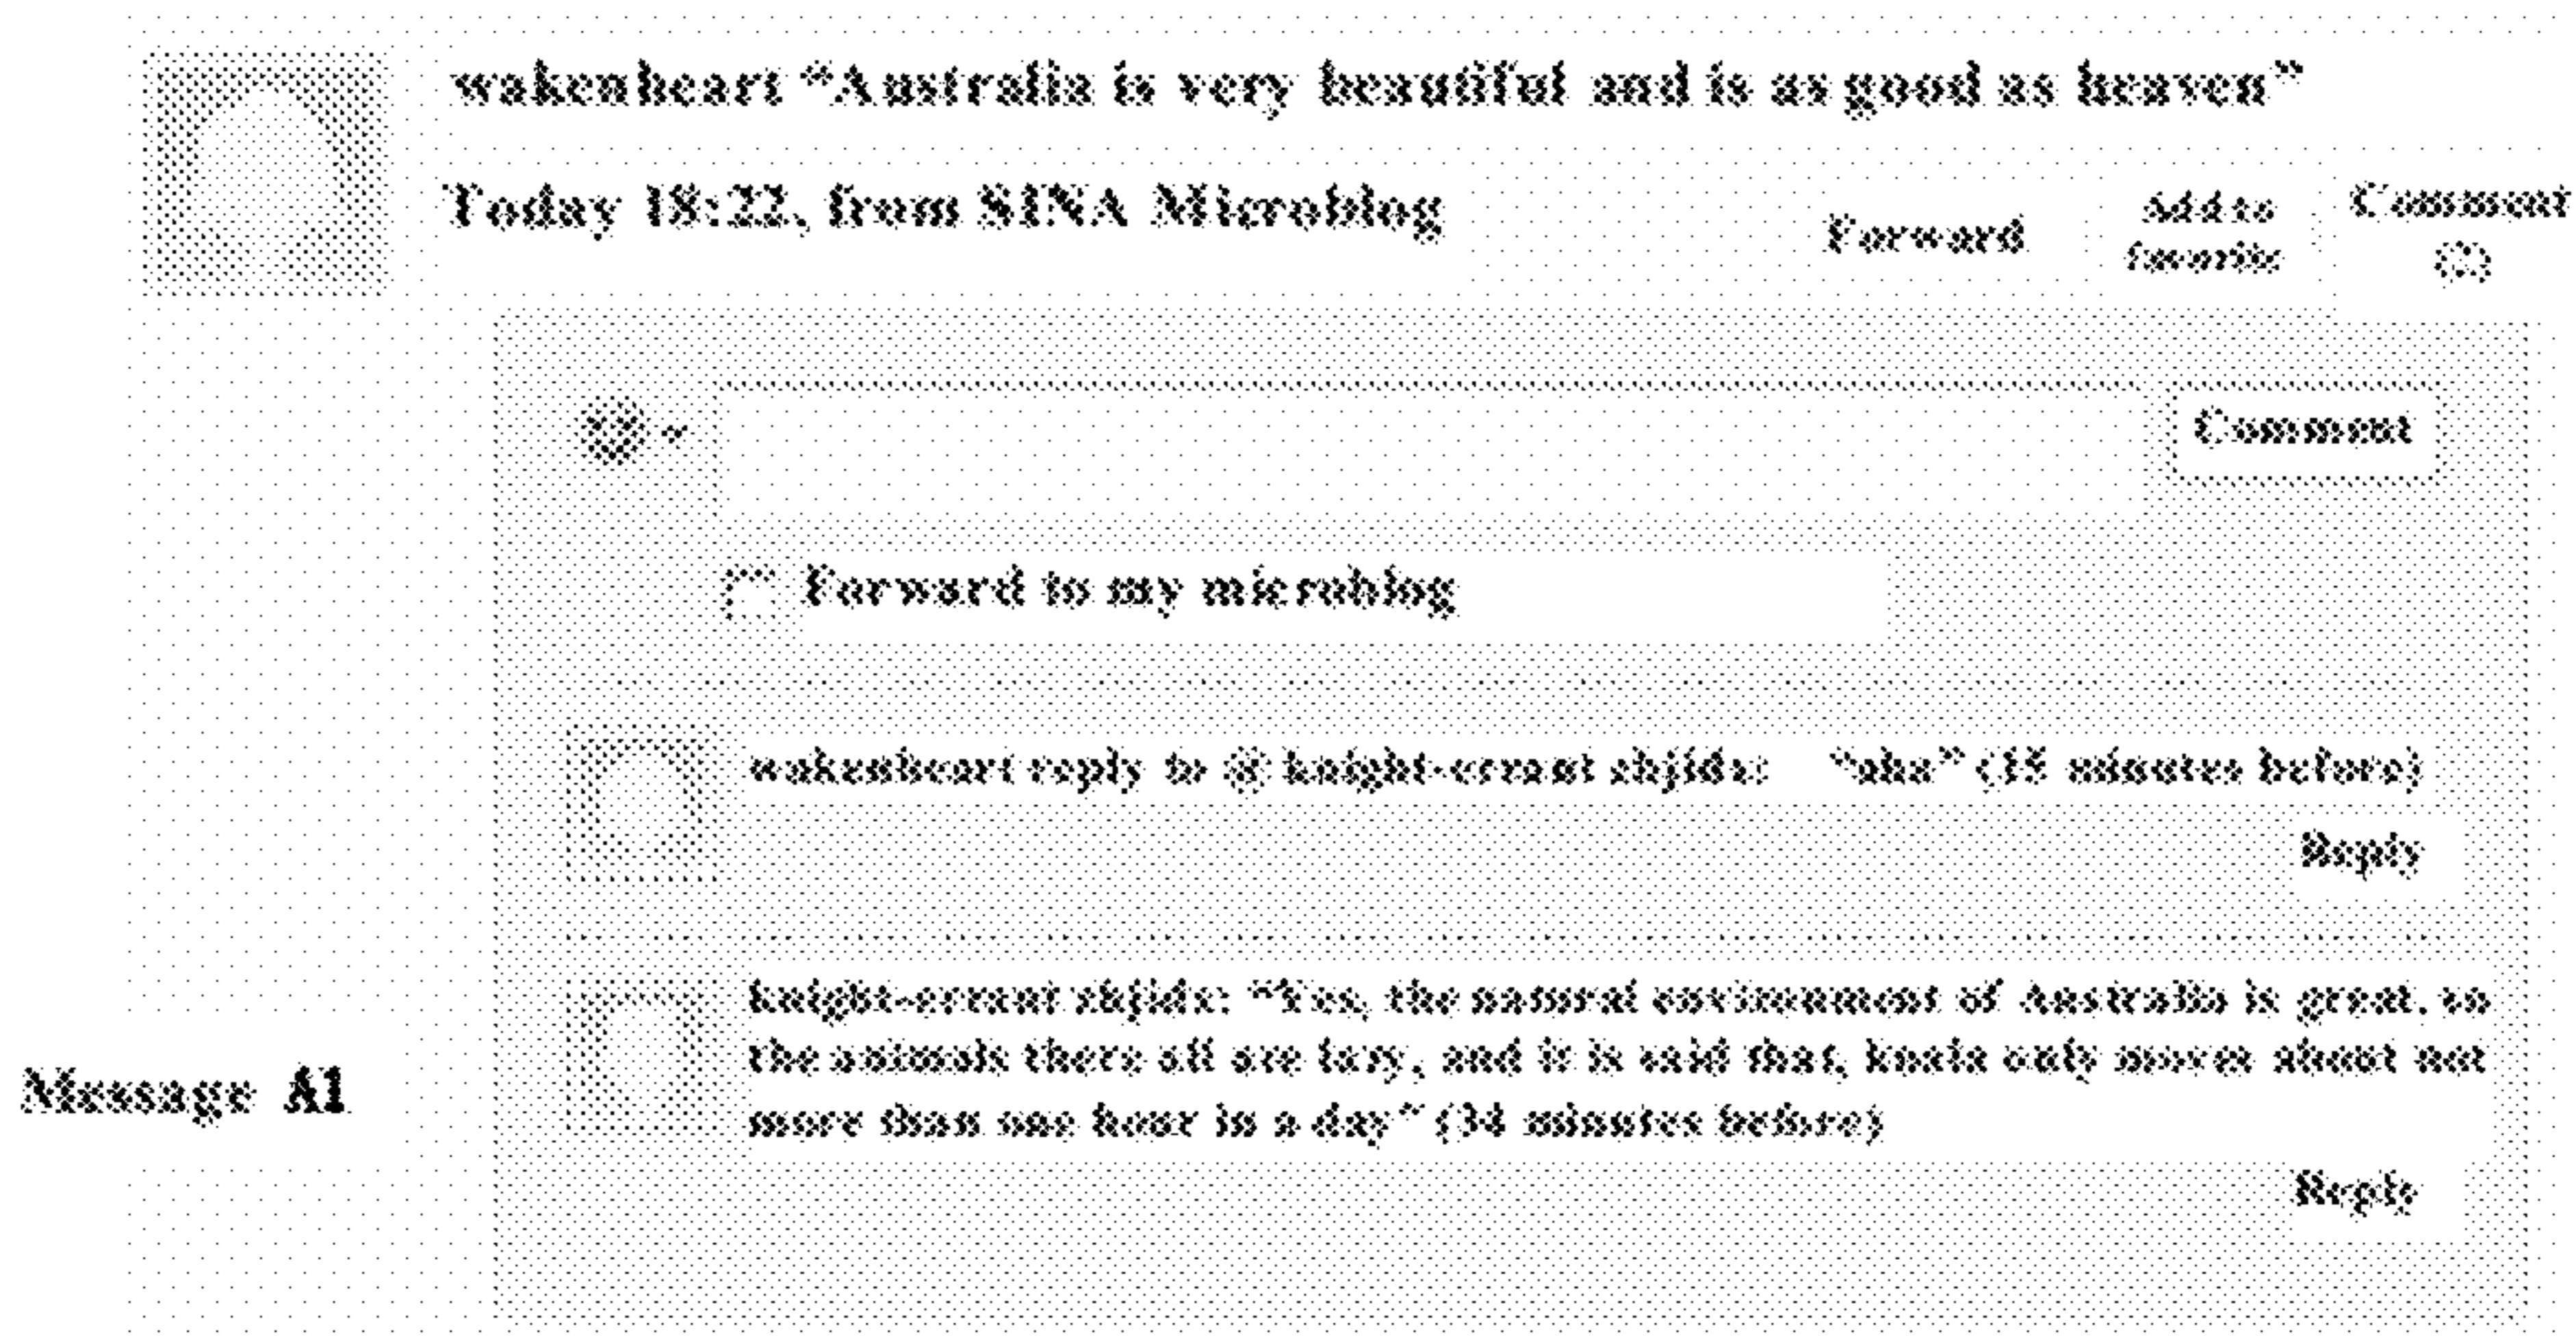 wakenheart “Australia is very beautiful and is as good as heaven”
Today 18:22, from SINA Microblog
Forward
Add to
favorite
Comment
(2)
Comment
Forward to my microblog
wakenheart reply to @ knight-errant “aha” (15 minutes before)
Reply
knight-errant “Yes, the natural environment of Australia is great, so
the animals there all are lazy, and it is said that, koala only moves about not
more than one hour in a day” (34 minutes before)
Message A1
Reply